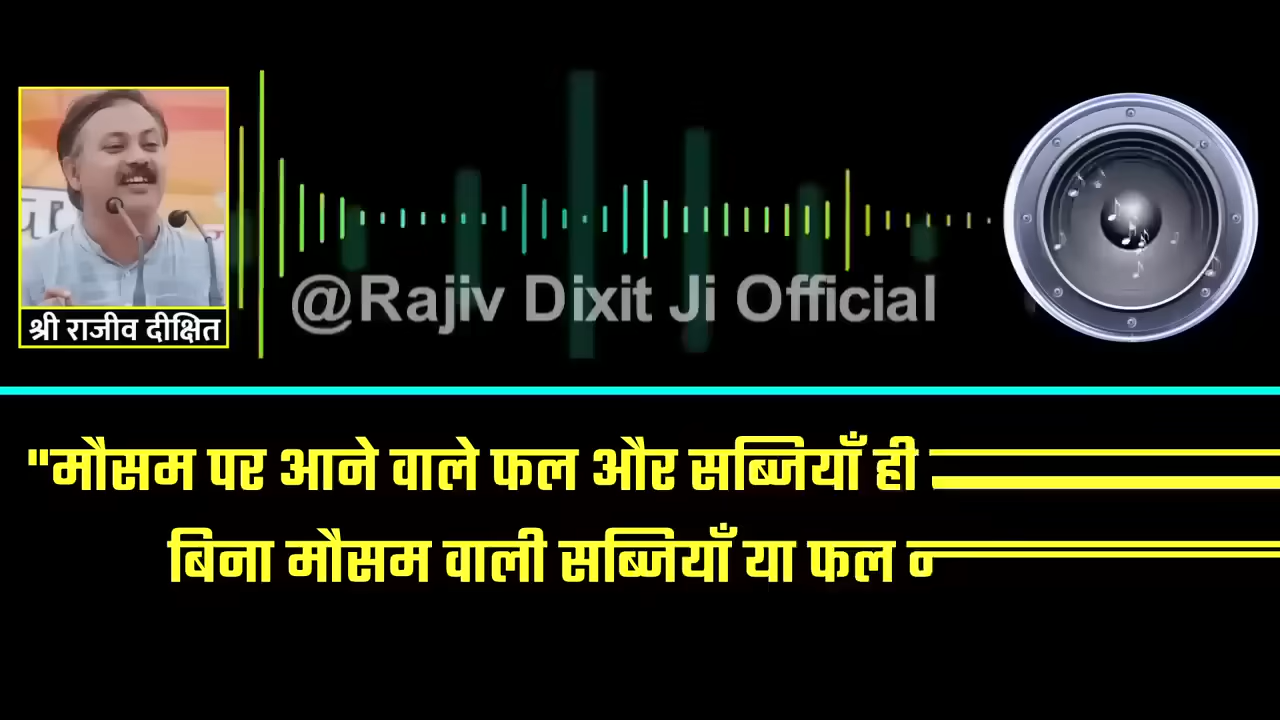 श्री राजीव दीक्षित
@Rajiv Dixit Ji Official
"मौसम पर आने वाले फल और सब्जियाँ ही
बिना मौसम वाली सब्जियाँ या फल